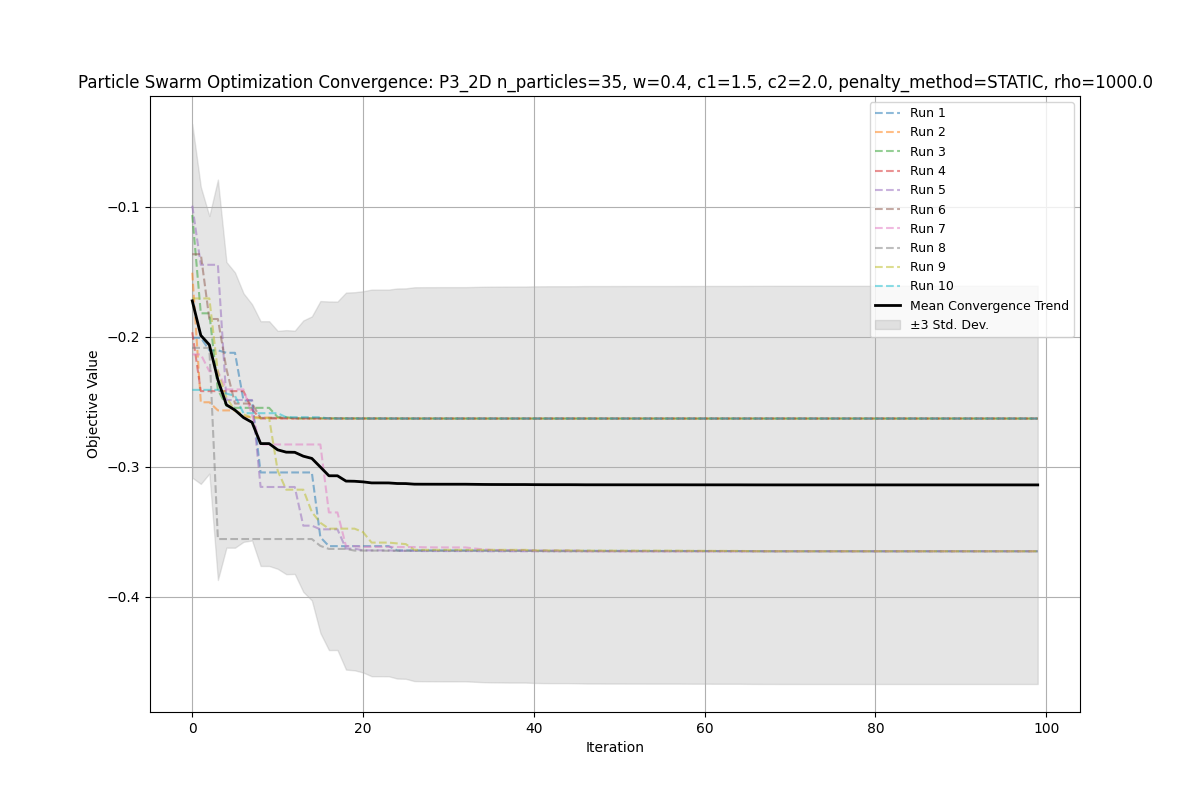 Particle Swarm Optimization Convergence: P3_2D n_particles=35, w=0.4, c1=1.5, c2=2.0, penalty_method=STATIC, rho=1000.0
Run 1
Run 2
Run 3
Run 4
Run 5
Run 6
Run 7
Run 8
Run 9
Run 10
Mean Convergence Trend
±3 Std. Dev.
Objective Value
−0.1
−0.2
−0.3
−0.4
0 20 40 60 80 100
Iteration